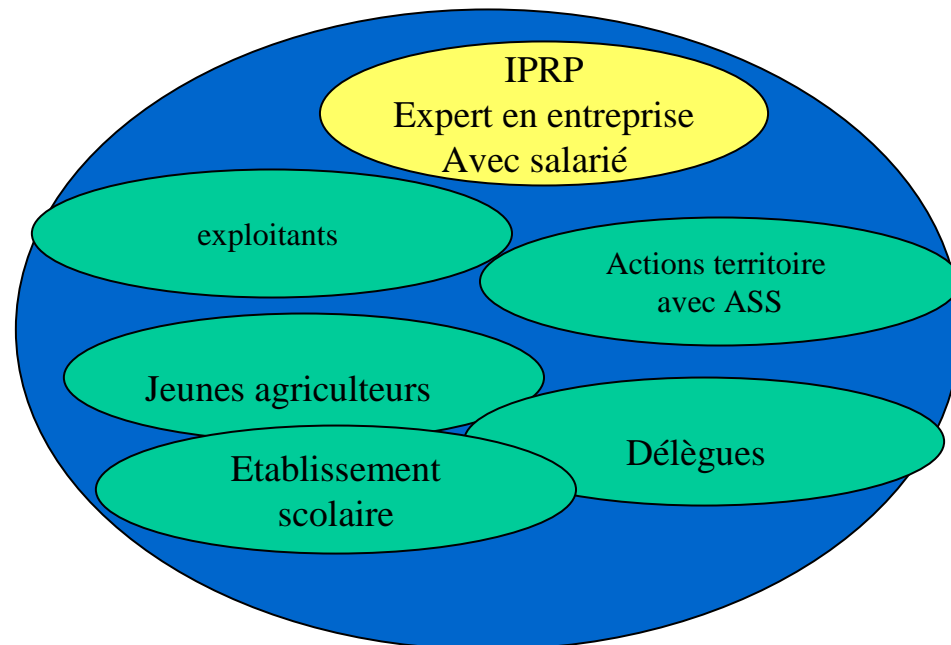 IPRP
Expert en entreprise
Avec salarié
exploitants
Actions territoire
avec ASS
Jeunes agriculteurs
Délègues
Etablissement
scolaire